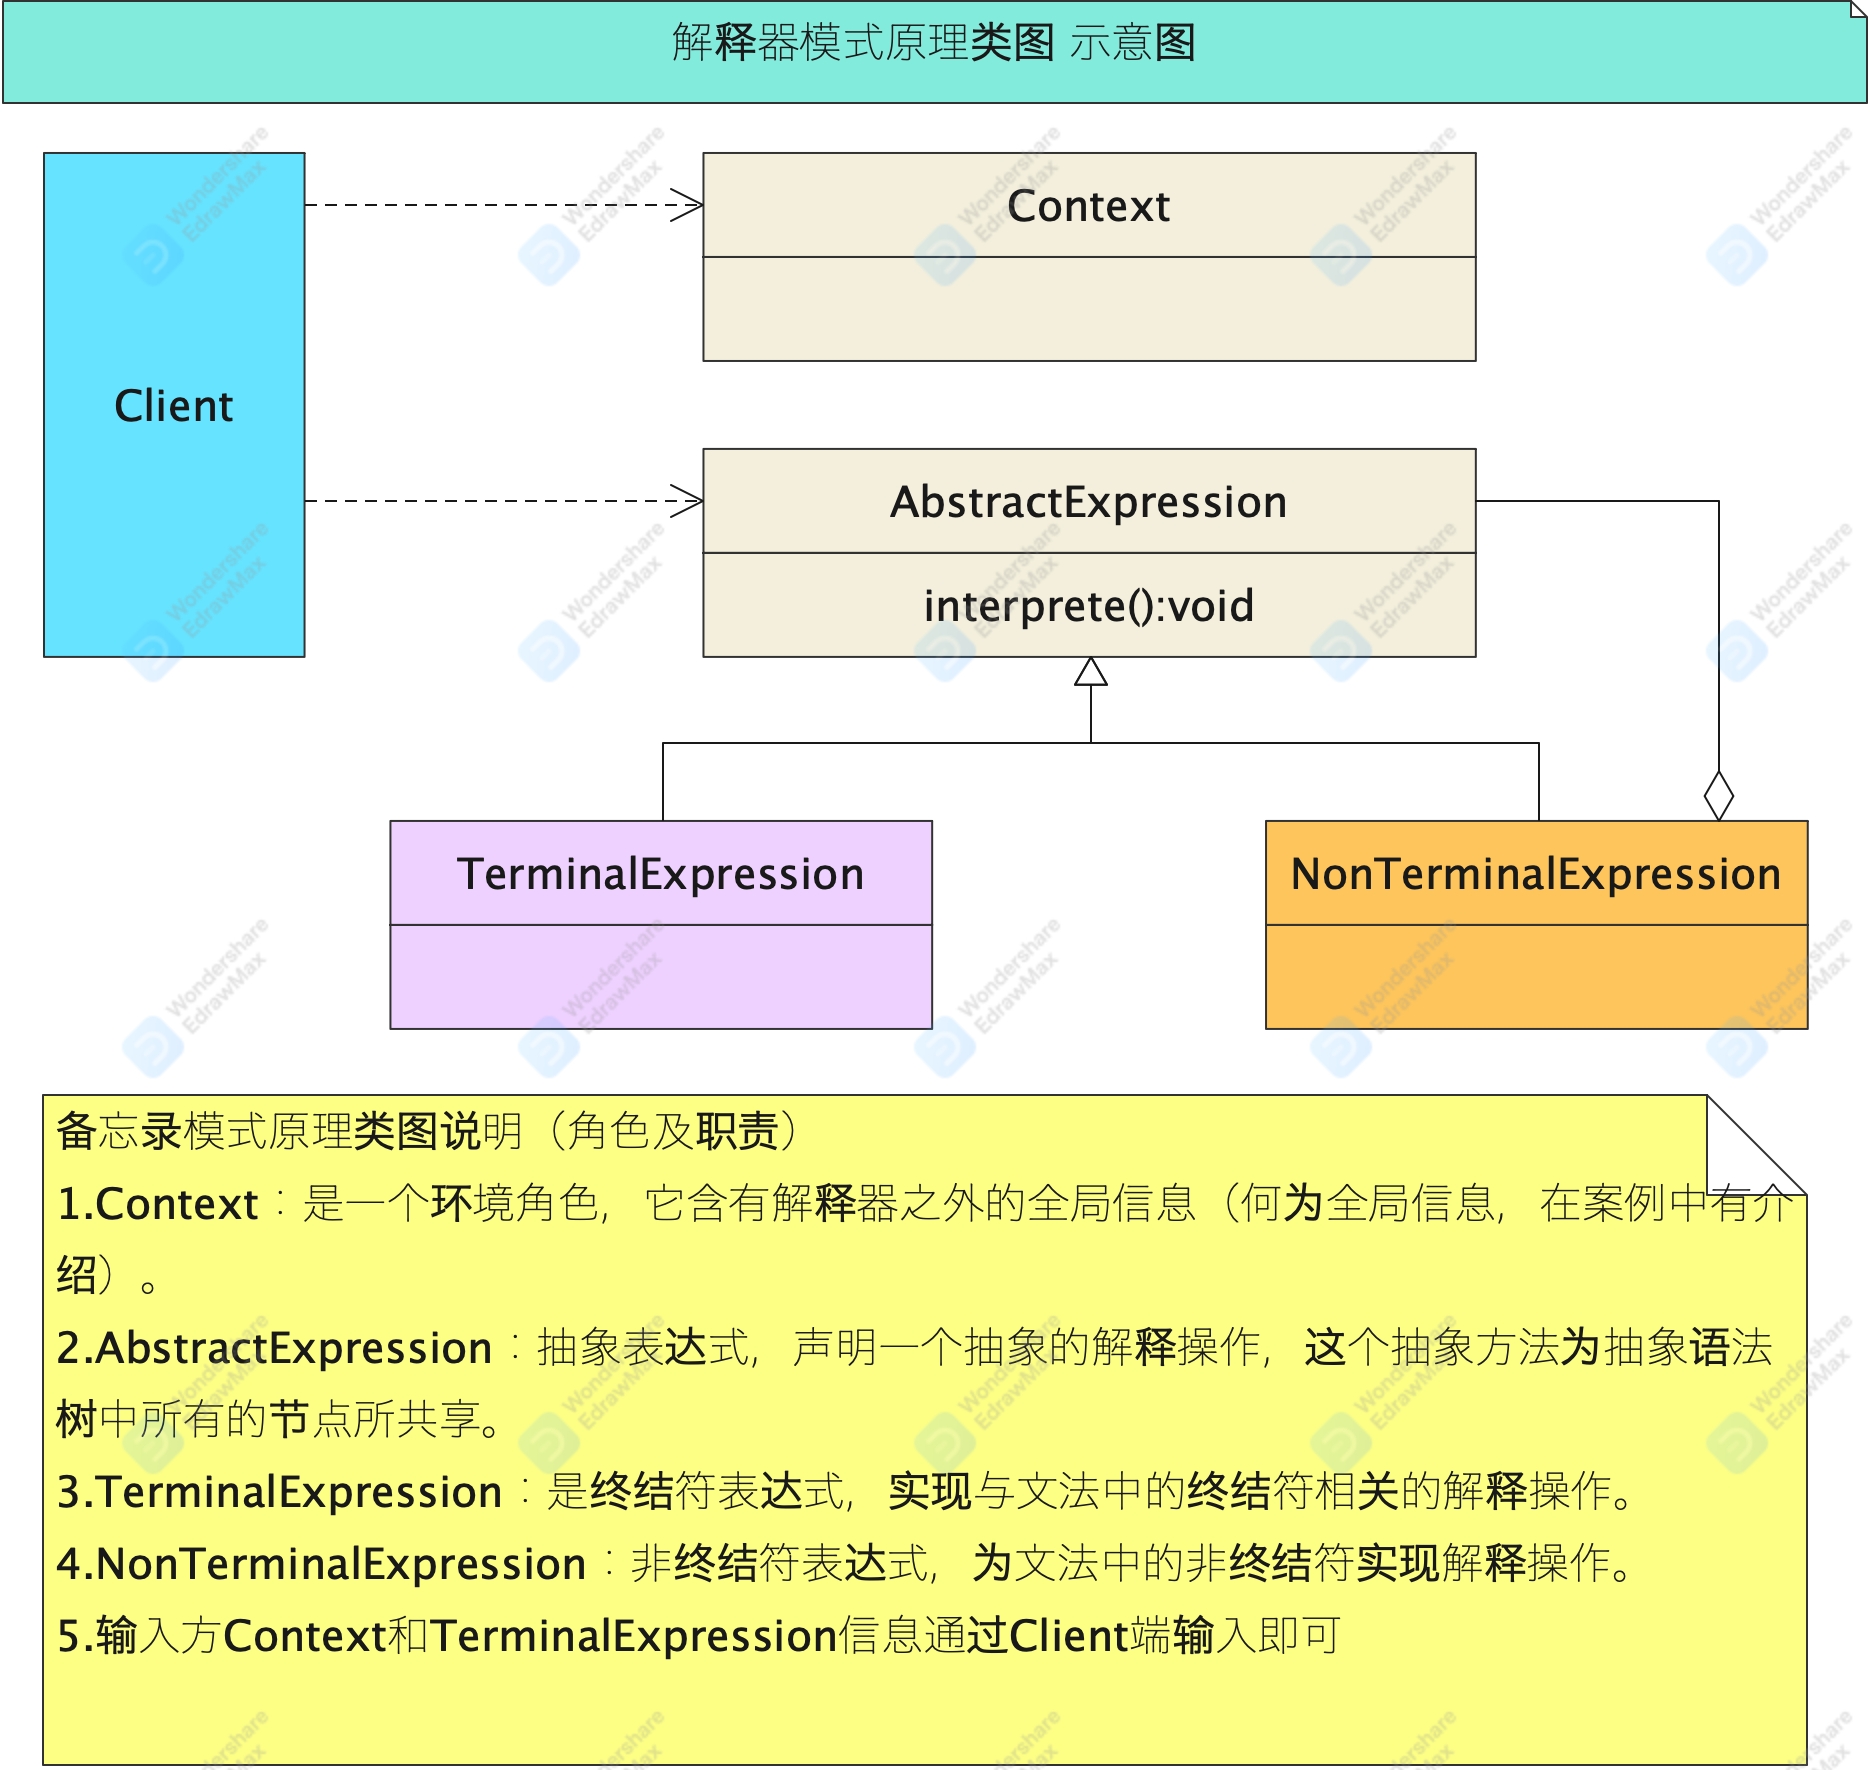 解释器模式原理类图 示意图
Client
Context
AbstractExpression
interprete():void
TerminalExpression
NonTerminalExpression
备忘录模式原理类图说明（角色及职责）
1.Context：是一个环境角色，它含有解释器之外的全局信息（何为全局信息，在案例中有介
绍）。
2.AbstractExpression：抽象表达式，声明一个抽象的解释操作，这个抽象方法为抽象语法
树中所有的节点所共享。
3.TerminalExpression：是终结符表达式，实现与文法中的终结符相关的解释操作。
4.NonTerminalExpression：非终结符表达式，为文法中的非终结符实现解释操作。
5.输入方Context和TerminalExpression信息通过Client端输入即可
Wondershare
EdrawMax